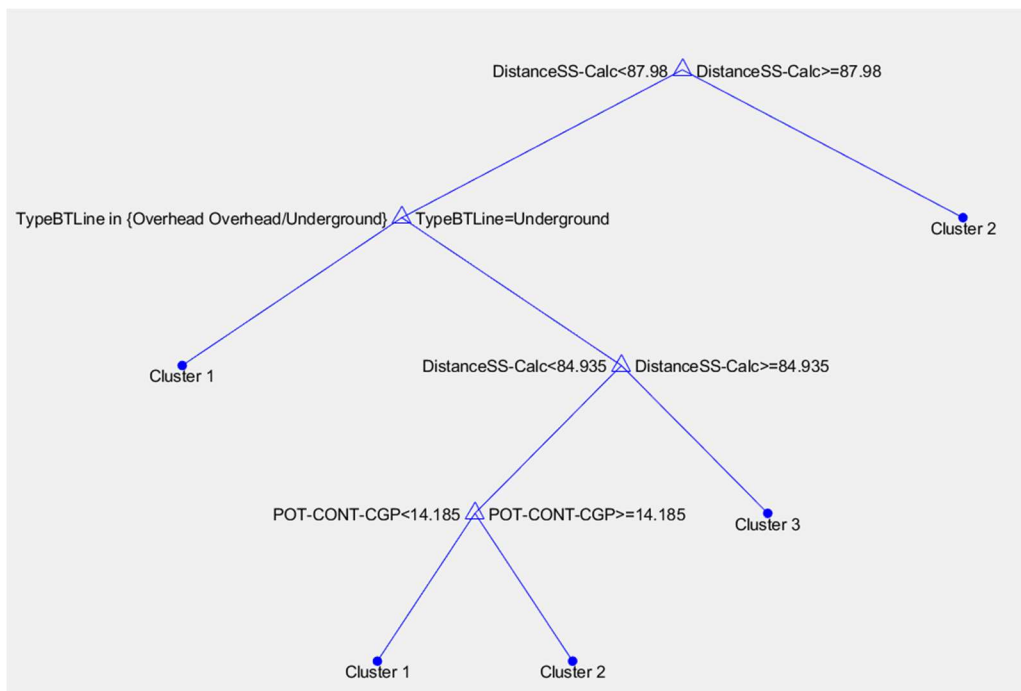 DistanceSS-Calc<87.98 DistanceSS-Calc>=87.98
TypeBTLine in {Overhead Overhead/Underground} TypeBTLine=Underground
Cluster 2
DistanceSS-Calc<84.935 DistanceSS-Calc>=84.935
Cluster 1
POT-CONT-CGP<14.185 POT-CONT-CGP>=14.185
Cluster 3
Cluster 1 Cluster 2